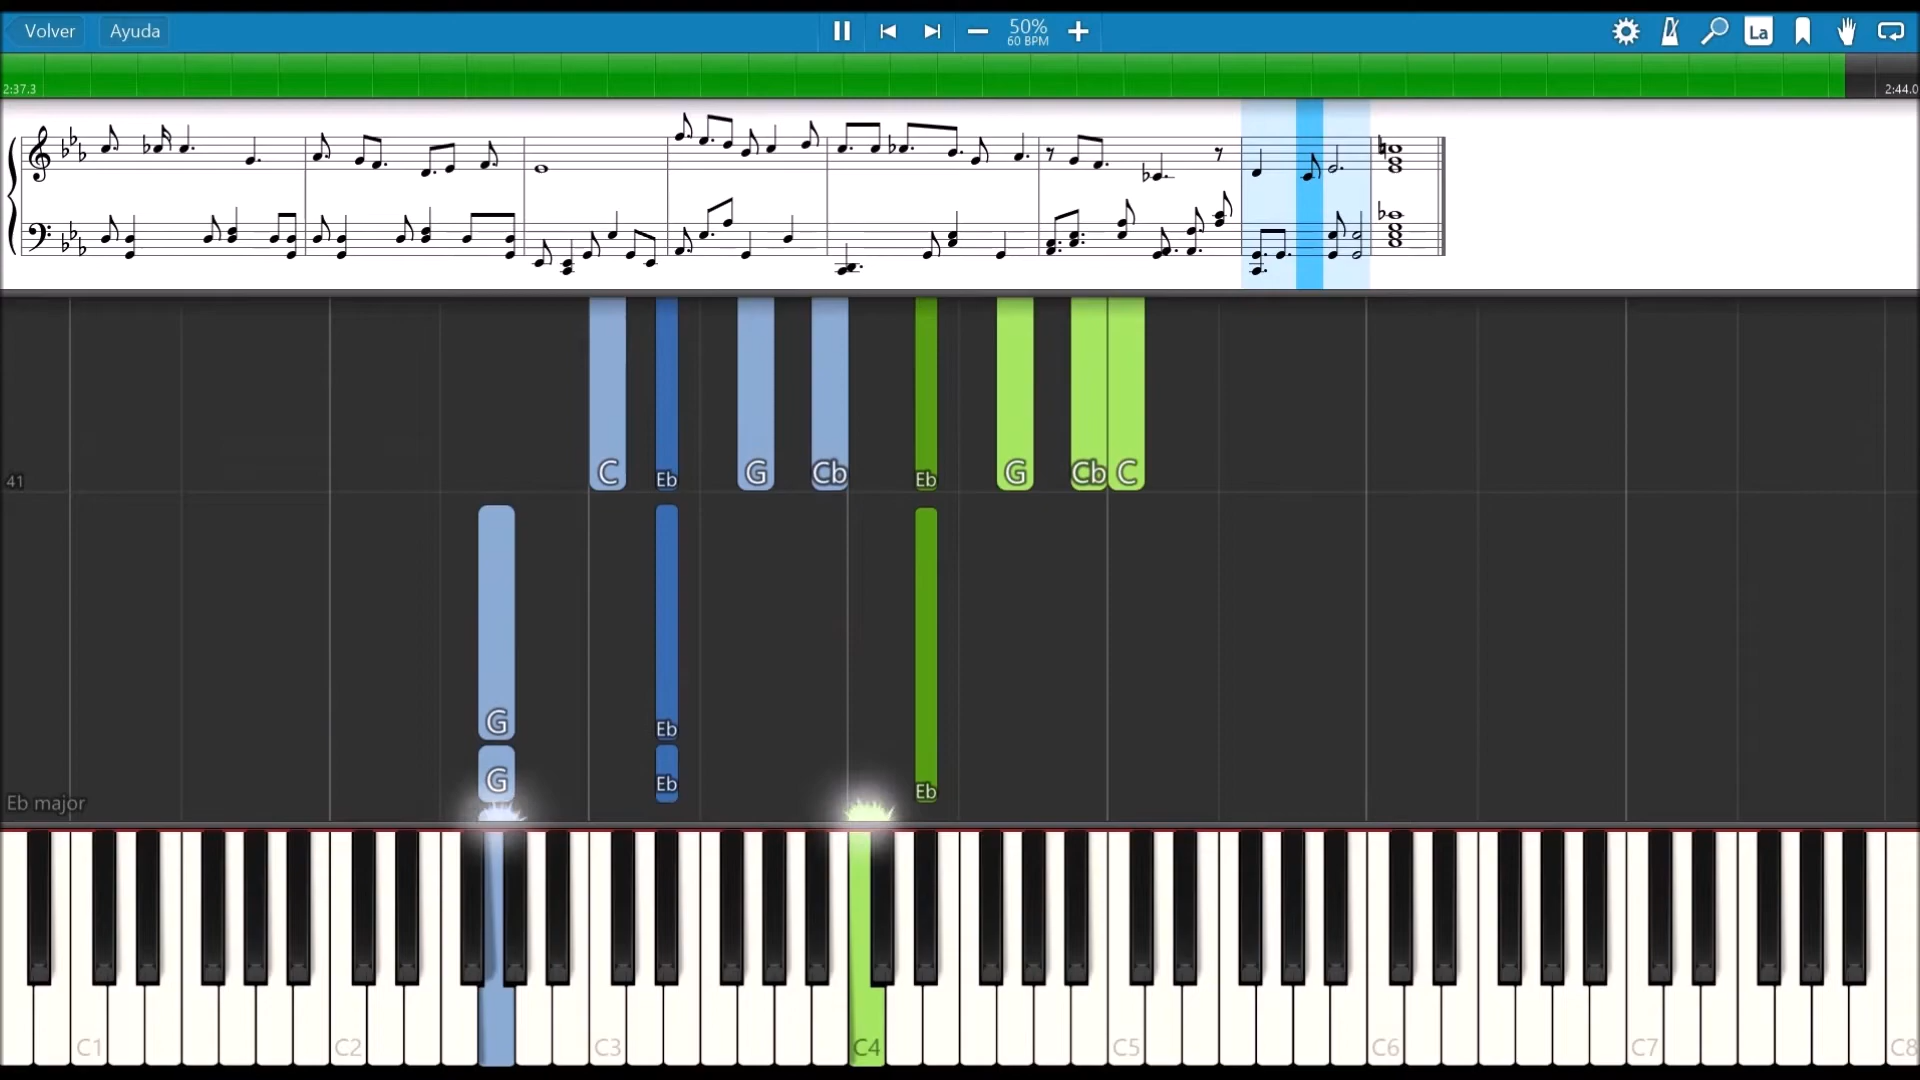 Volver Ayuda 50% La
60 BPM
2:37.3 2:44.0
C Eb G Cb Eb G Cb C
41
G Eb
G Eb Eb
Eb major
C1 C2 C3 C4 C5 C6 C7 C8